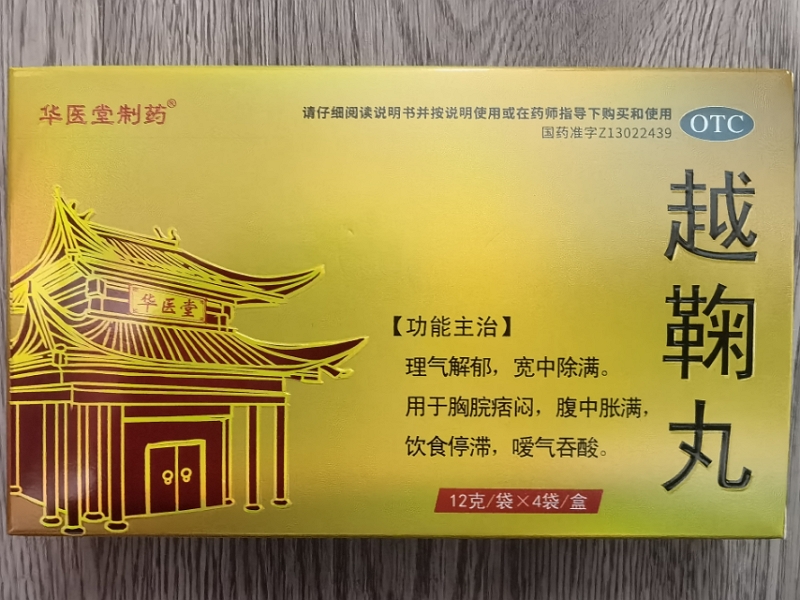 华医堂制药®
请仔细阅读说明书并按说明使用或在药师指导下购买和使用
国药准字Z13022439
OTC
越鞠丸
华医堂
【功能主治】
理气解郁，宽中除满。
用于胸脘痞闷，腹中胀满，
饮食停滞，嗳气吞酸。
12克/袋×4袋/盒